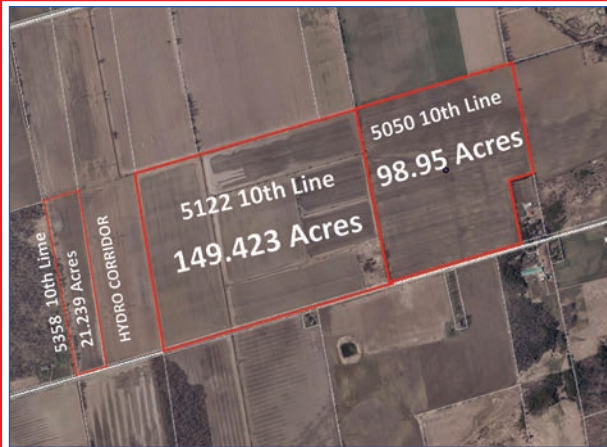 5358 10th Lime
21.239 Acres
HYDRO CORRIDOR
5122 10th Line
149.423 Acres
5050 10th Line
98.95 Acres